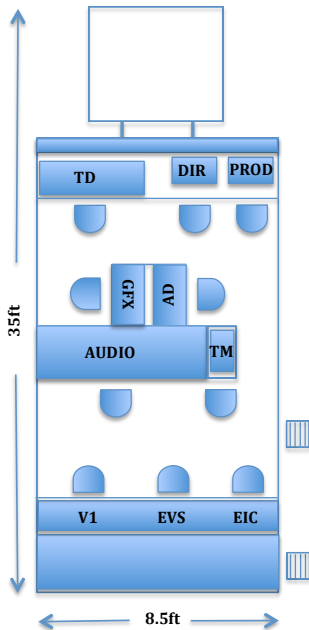 TD
DIR
PROD
GFX
AD
35ft
AUDIO
TM
V1
EVS
EIC
8.5ft